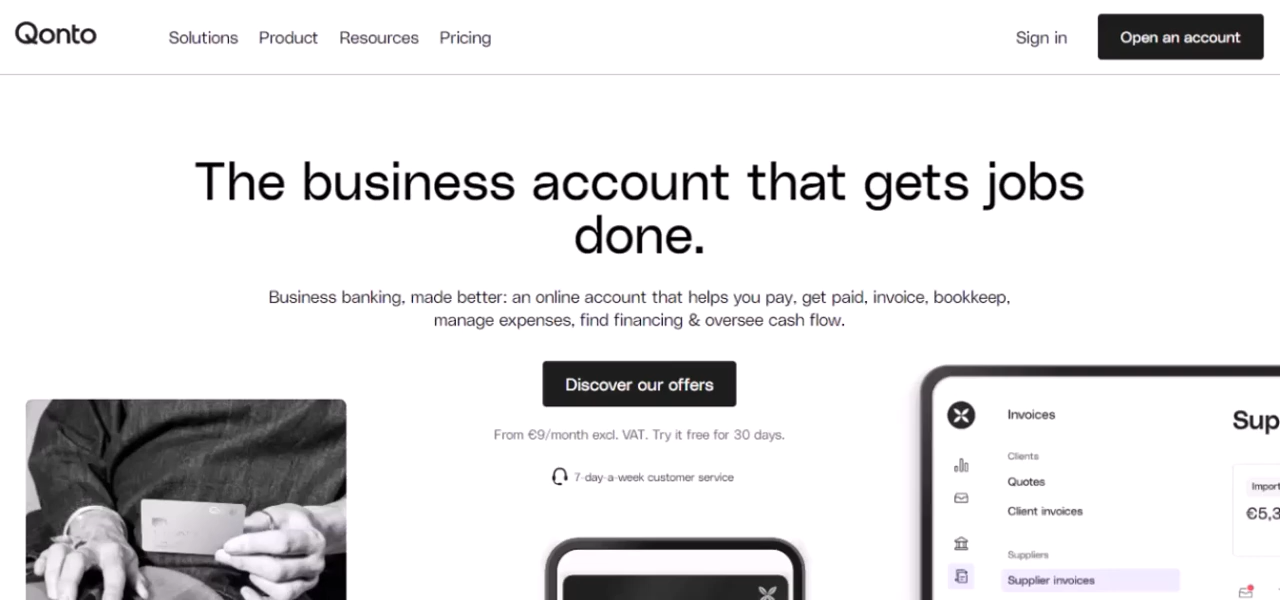 Qonto
Solutions Product Resources Pricing
Sign in
Open an account
The business account that gets jobs
done.
Business banking, made better: an online account that helps you pay, get paid, invoice, bookkeep,
manage expenses, find financing & oversee cash flow.
Discover our offers
From €9/month excl. VAT. Try it free for 30 days.
7-day-a-week customer service
Invoices
Clients
Quotes
Client invoices
Suppliers
Supplier invoices
Sup
Import
€5,3